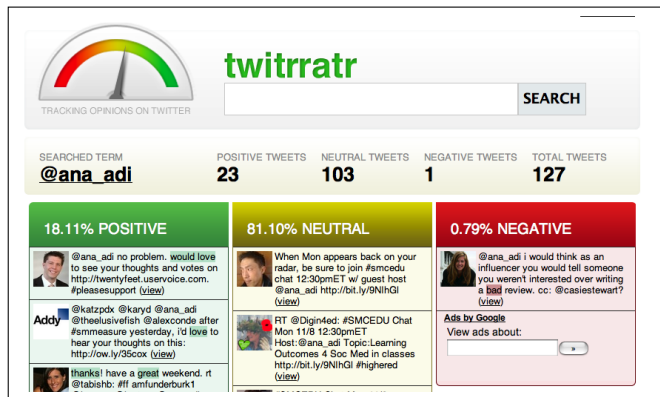 twitrratr
SEARCH
TRACKING OPINIONS ON TWITTER
SEARCHED TERM
@ana_adi
POSITIVE TWEETS
23
NEUTRAL TWEETS
103
NEGATIVE TWEETS
1
TOTAL TWEETS
127
18.11% POSITIVE
@ana_adi no problem. would love
to see your thoughts and votes on
http://twentyfeet.uservoice.com.
#pleasesupport (view)
Addy
@katzpdx @karyd @ana_adi
@theelusivefish @alexconde after
#smmeasure yesterday, i'd love to
hear your thoughts on this:
http://ow.ly/35cox (view)
thanks! have a great weekend. rt
@tabishb: #ff amfunderburk1
81.10% NEUTRAL
When Mon appears back on your
radar, be sure to join #smcedu
chat 12:30pmET w/ guest host
@ana_adi http://bit.ly/9NlhGl
(view)
RT @Digin4ed: #SMCEDU Chat
Mon 11/8 12:30pmET
Host:@ana_adi Topic:Learning
Outcomes 4 Soc Med in classes
http://bit.ly/9NlhGl #highered
(view)
0.79% NEGATIVE
@ana_adi i would think as an
influencer you would tell someone
you weren't interested over writing
a bad review. cc: @casiestewart?
(view)
Ads by Google
View ads about:
»